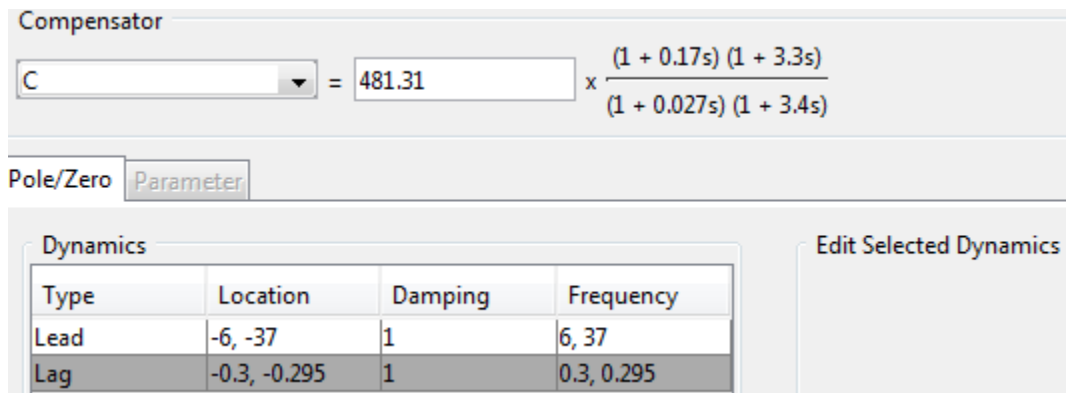 Compensator
(1 + 0.17s) (1 + 3.3s)
C = 481.31 x
(1 + 0.027s) (1 + 3.4s)
Pole/Zero Parameter
Dynamics Edit Selected Dynamics
Type Location Damping Frequency
Lead -6, -37 1 6, 37
Lag -0.3, -0.295 1 0.3, 0.295